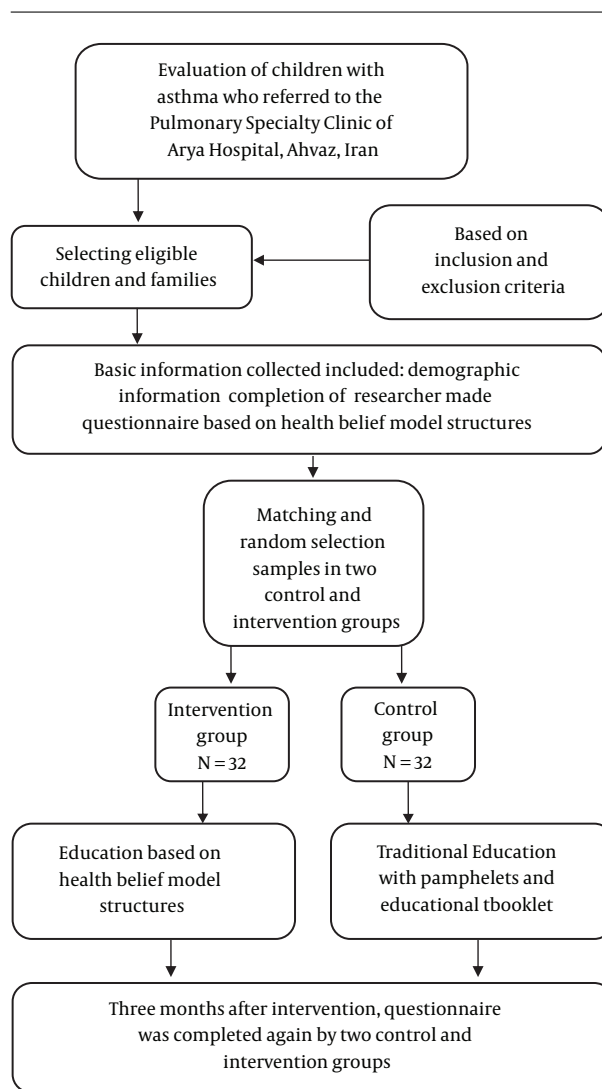 Evaluation of children with
asthma who referred to the
Pulmonary Specialty Clinic of
Arya Hospital, Ahvaz, Iran
Selecting eligible
children and families
Based on
inclusion and
exclusion criteria
Basic information collected included: demographic
information completion of researcher made
questionnaire based on health belief model structures
Matching and
random selection
samples in two
control and
intervention groups
Intervention
group
N = 32
Control
group
N = 32
Education based on
health belief model
structures
Traditional Education
with pamphelets and
educational tbooklet
Three months after intervention, questionnaire
was completed again by two control and
intervention groups